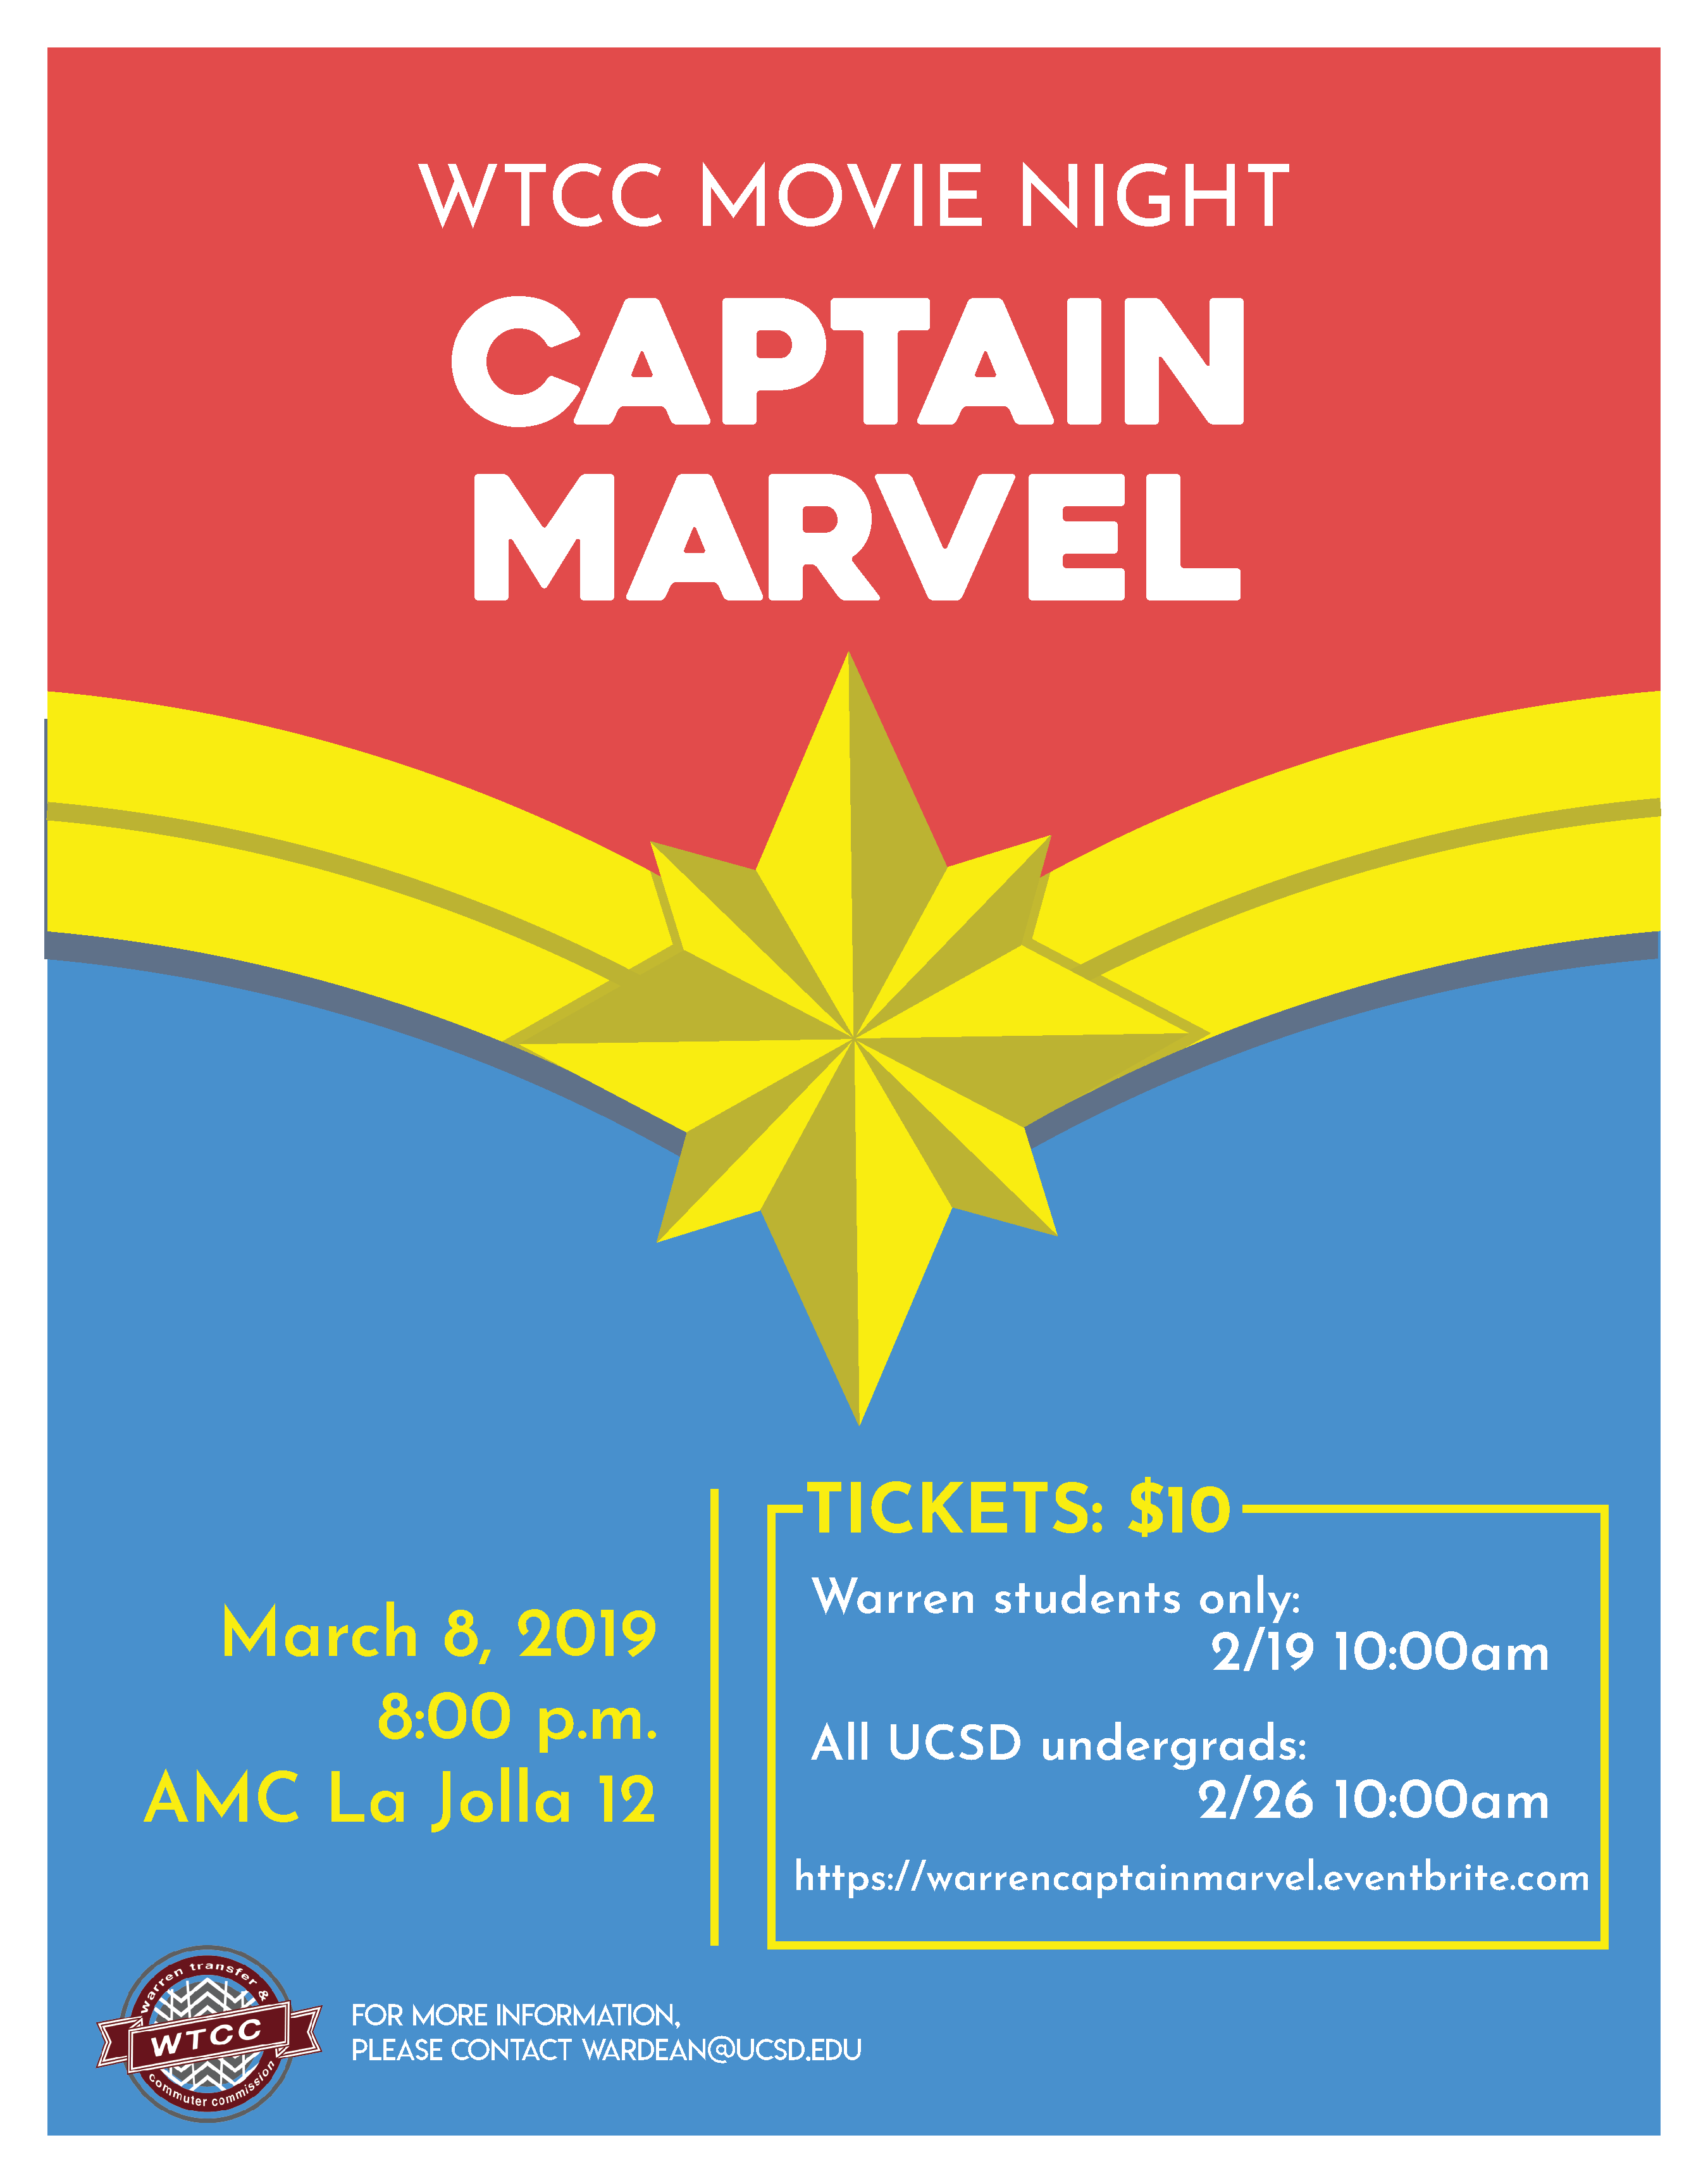 WTCC MOVIE NIGHT
CAPTAIN
MARVEL
March 8, 2019
8:00 p.m.
AMC La Jolla 12
TICKETS: $10
Warren students only:
2/19 10:00am
All UCSD undergrads:
2/26 10:00am
https://warrencaptainmarvel.eventbrite.com
warren transfer &
WTCC
commuter commission
FOR MORE INFORMATION,
PLEASE CONTACT WARDEAN@UCSD.EDU